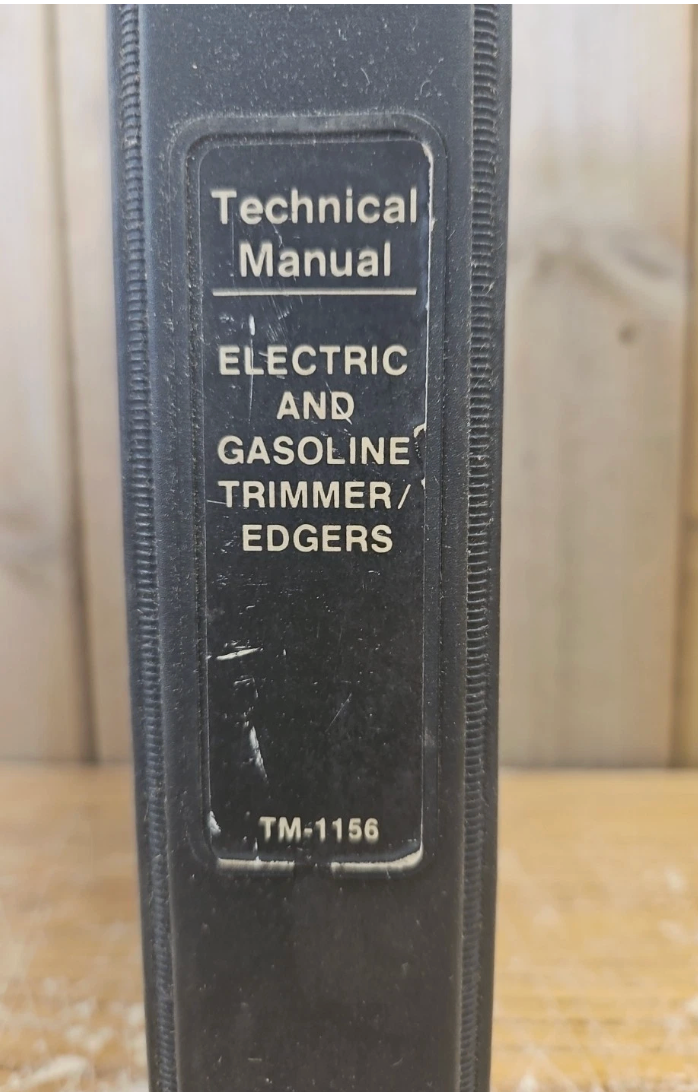 Technical
Manual
ELECTRIC
AND
GASOLINE
TRIMMER/
EDGERS
TM-1156